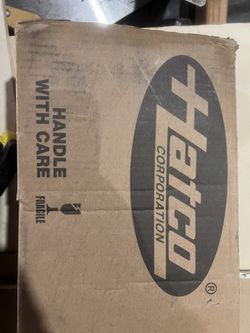 HANDLE
WITH CARE
FRAGILE
Hatco
CORPORATION
®